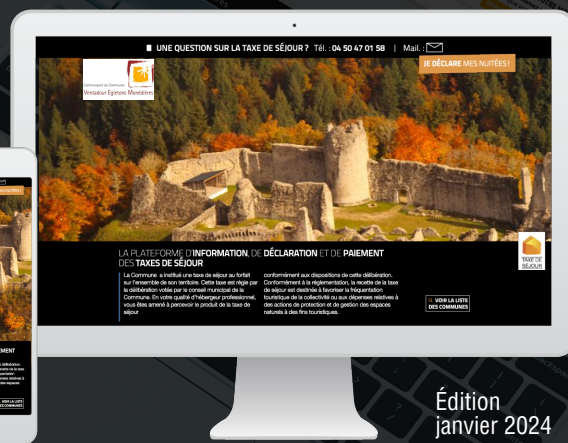 UNE QUESTION SUR LA TAXE DE SÉJOUR ? Tél. : 04 50 47 01 58 | Mail. :
JE DÉCLARE MES NUITÉES !
Communauté de Communes
Ventadour Egletons Monédières
LA PLATEFORME D'INFORMATION, DE DÉCLARATION ET DE PAIEMENT
DES TAXES DE SÉJOUR
La Commune a institué une taxe de séjour au forfait
sur l'ensemble de son territoire. Cette taxe est régie par
la délibération votée par le conseil municipal de la
Commune. En votre qualité d'hébergeur professionnel,
vous êtes amené à percevoir le produit de la taxe de
séjour
conformément aux dispositions de cette délibération.
Conformément à la règlementation, la recette de la taxe
de séjour est destinée à favoriser la fréquentation
touristique de la collectivité ou aux dépenses relatives à
des actions de protection et de gestion des espaces
naturels à des fins touristiques.
TAXE DE
SÉJOUR
VOIR LA LISTE
DES COMMUNES
Édition
janvier 2024